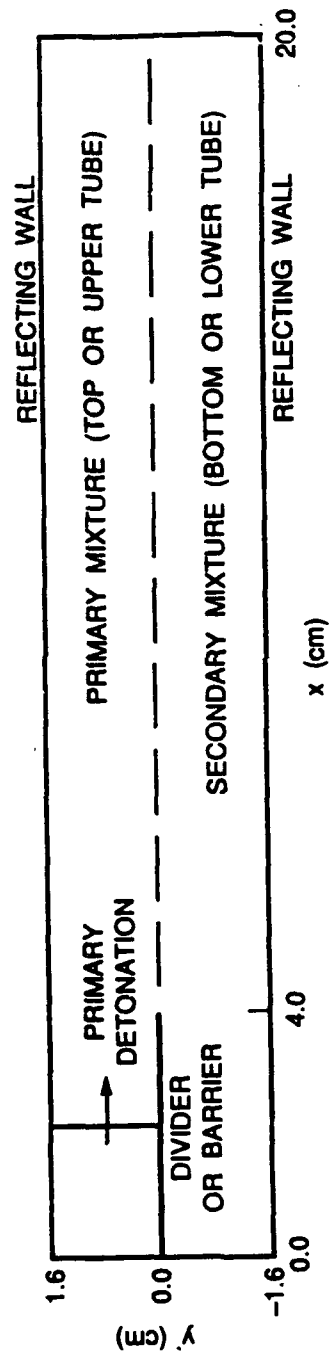 REFLECTING WALL
1.6
PRIMARY
DETONATION
PRIMARY MIXTURE (TOP OR UPPER TUBE)
y (cm)
0.0
DIVIDER
OR BARRIER
SECONDARY MIXTURE (BOTTOM OR LOWER TUBE)
-1.6
0.0
4.0
20.0
REFLECTING WALL
x (cm)